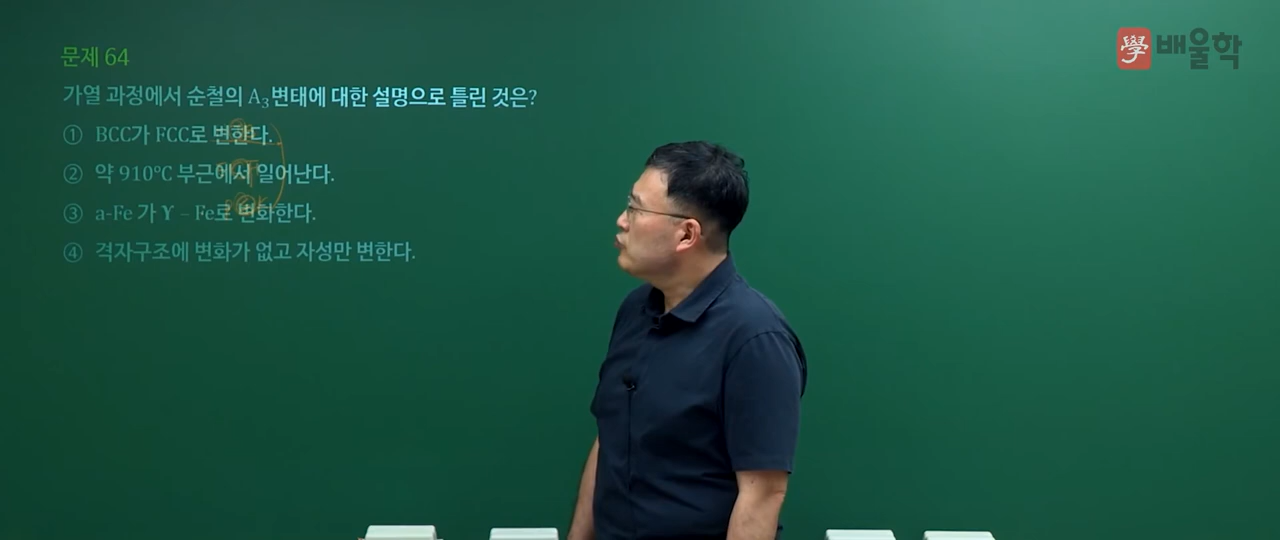 學 배울학
문제 64
가열 과정에서 순철의 A₃변태에 대한 설명으로 틀린 것은?
① BCC가 FCC로 변한다.
② 약 910℃ 부근에서 일어난다.
③ a-Fe 가 Υ – Fe로 변화한다.
④ 격자구조에 변화가 없고 자성만 변한다.